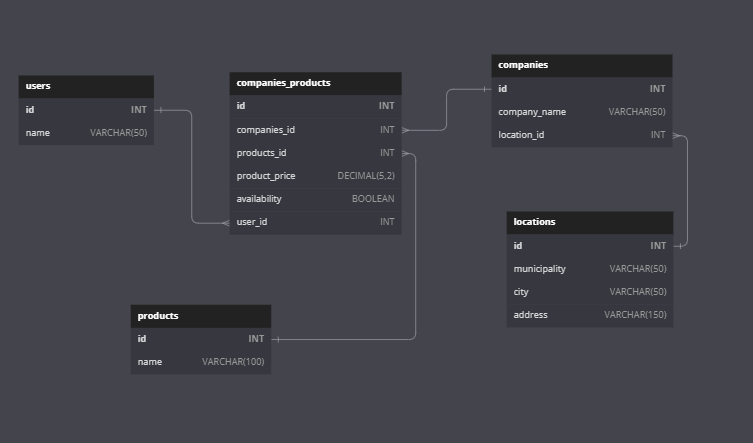 users
id INT
name VARCHAR(50)
companies_products
id INT
companies_id INT
products_id INT
product_price DECIMAL(5,2)
availability BOOLEAN
user_id INT
companies
id INT
company_name VARCHAR(50)
location_id INT
locations
id INT
municipality VARCHAR(50)
city VARCHAR(50)
address VARCHAR(150)
products
id INT
name VARCHAR(100)